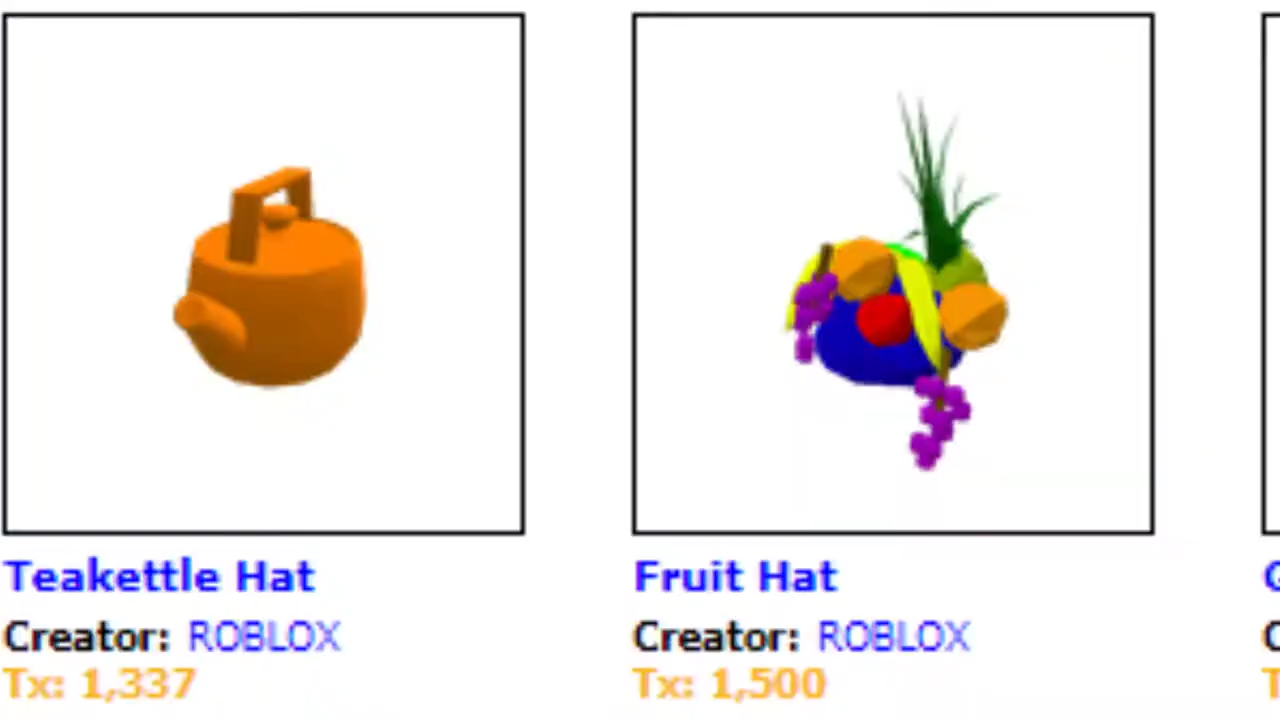 Teakettle Hat
Creator: ROBLOX
Tx: 1,337
Fruit Hat
Creator: ROBLOX
Tx: 1,500